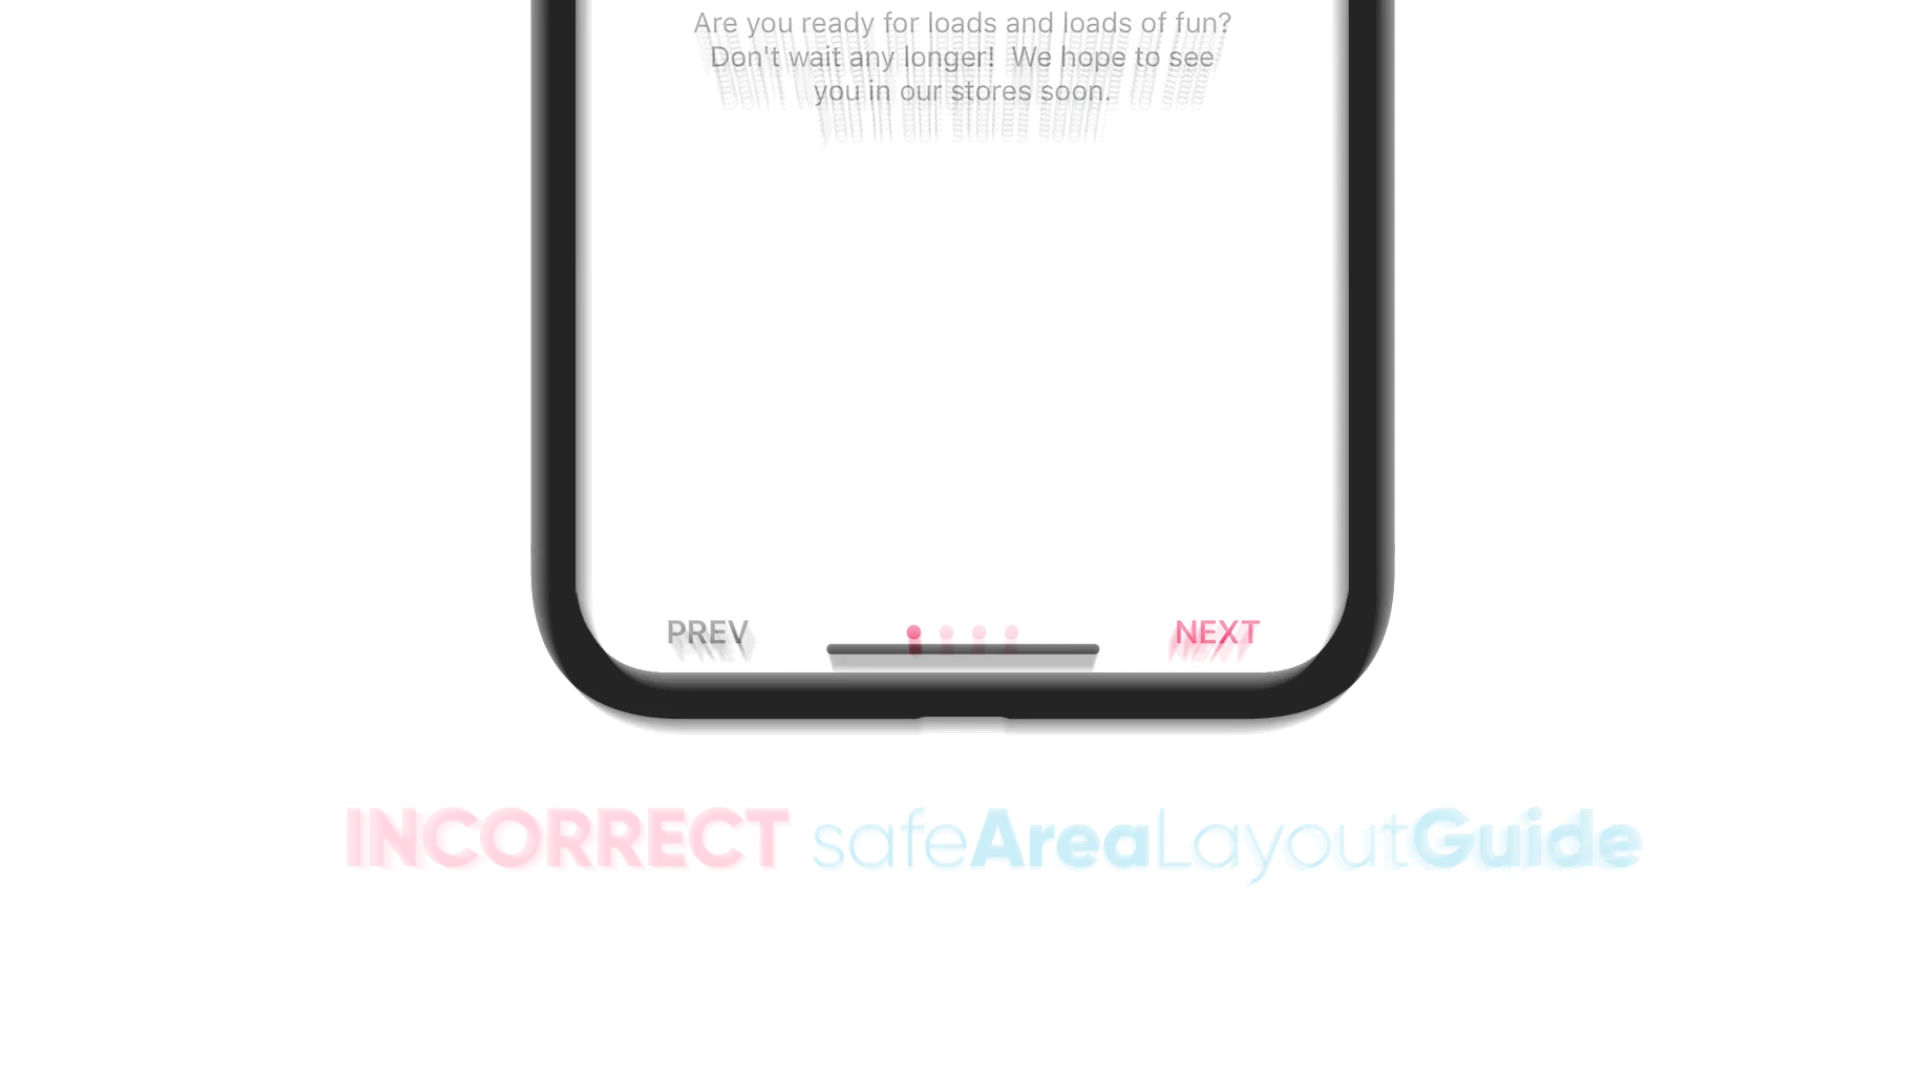 Are you ready for loads and loads of fun?
Don't wait any longer!  We hope to see
you in our stores soon.
PREV
NEXT
INCORRECT safeAreaLayoutGuide